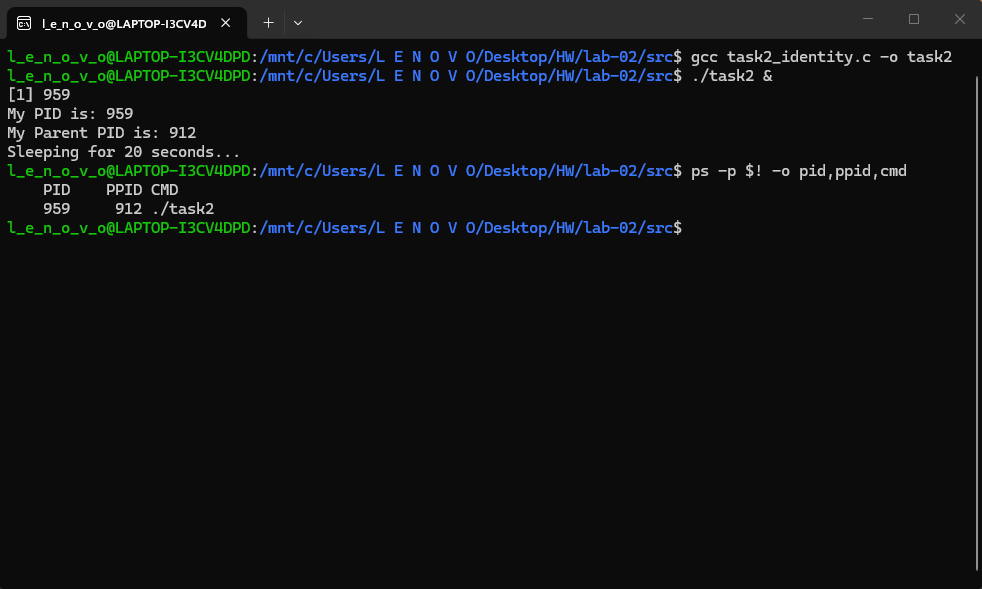 l_e_n_o_v_o@LAPTOP-I3CV4D
l_e_n_o_v_o@LAPTOP-I3CV4DPD:/mnt/c/Users/L E N O V O/Desktop/HW/lab-02/src$ gcc task2_identity.c -o task2
l_e_n_o_v_o@LAPTOP-I3CV4DPD:/mnt/c/Users/L E N O V O/Desktop/HW/lab-02/src$ ./task2 &
[1] 959
My PID is: 959
My Parent PID is: 912
Sleeping for 20 seconds...
l_e_n_o_v_o@LAPTOP-I3CV4DPD:/mnt/c/Users/L E N O V O/Desktop/HW/lab-02/src$ ps -p $! -o pid,ppid,cmd
    PID    PPID CMD
    959     912 ./task2
l_e_n_o_v_o@LAPTOP-I3CV4DPD:/mnt/c/Users/L E N O V O/Desktop/HW/lab-02/src$